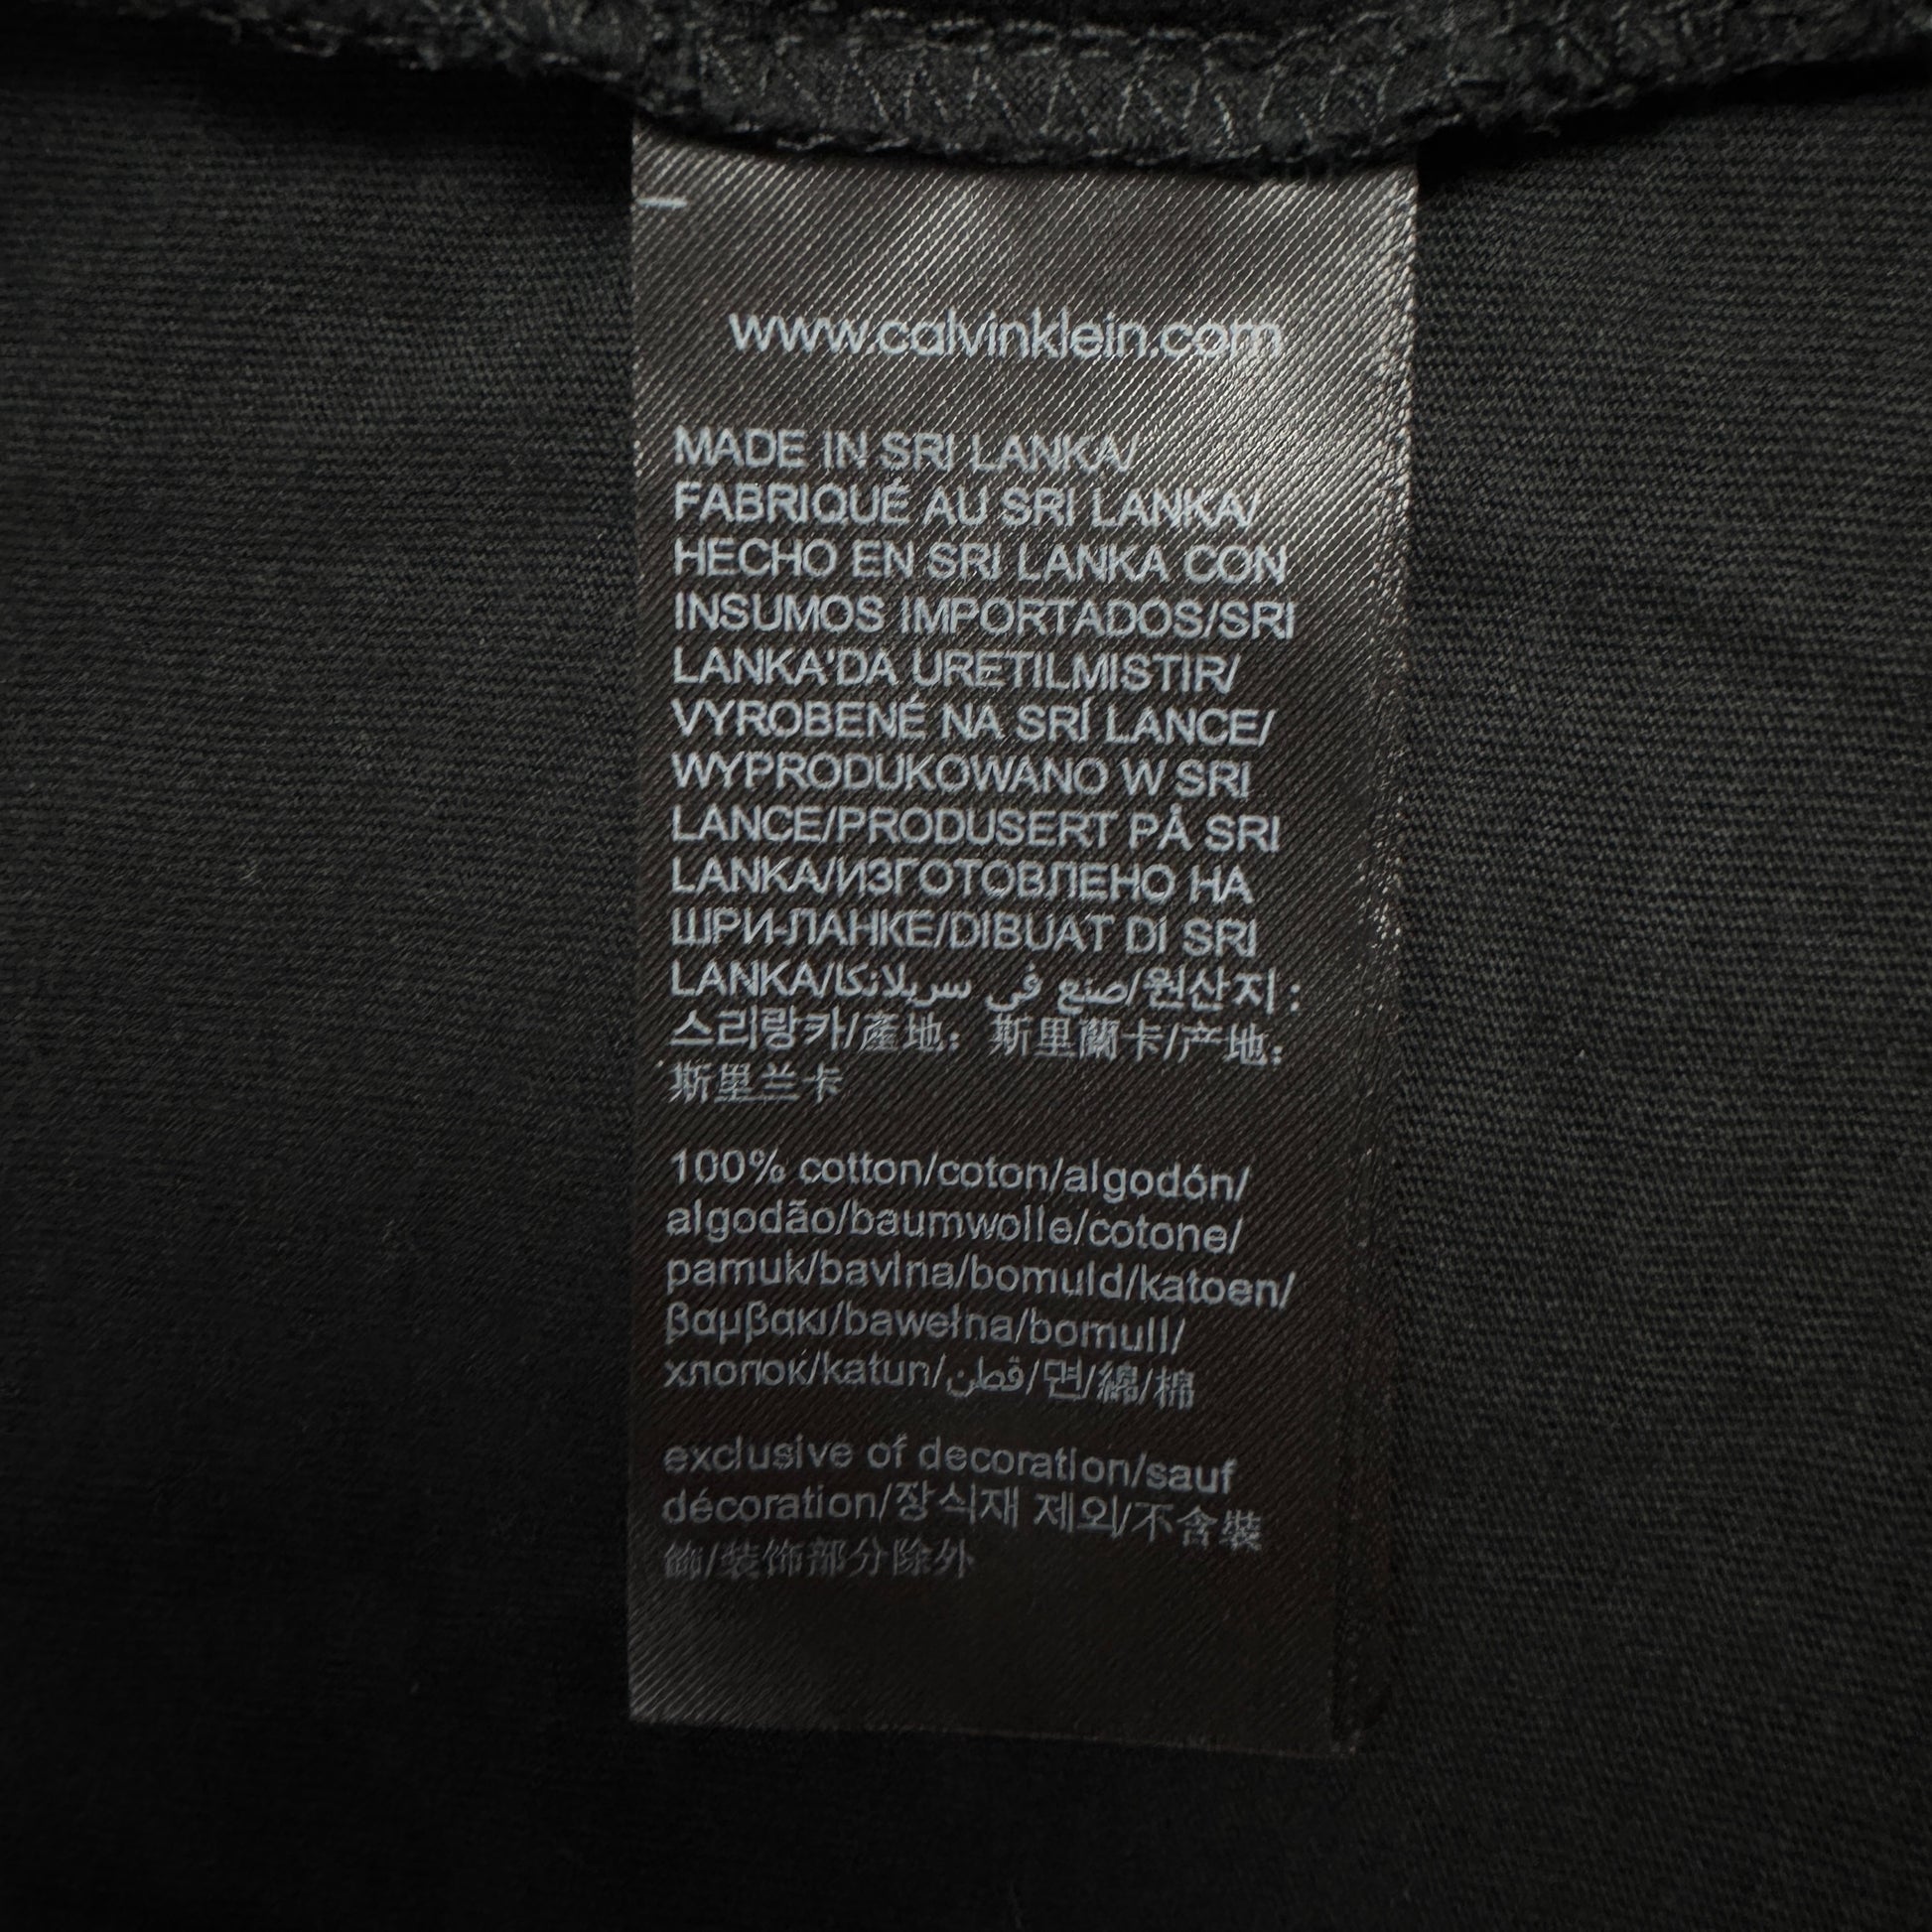 www.calvinklein.com
MADE IN SRI LANKA/
FABRIQUÉ AU SRI LANKA/
HECHO EN SRI LANKA CON
INSUMOS IMPORTADOS/SRI
LANKA'DA URETILMISTIR/
VYROBENÉ NA SRÍ LANCE/
WYPRODUKOWANO W SRI
LANCE/PRODUSERT PÅ SRI
LANKA/ИЗГОТОВЛЕНО НА
ШРИ-ЛАНКЕ/DIBUAT DI SRI
LANKA/صنع في سريلانكا/원산지 :
스리랑카/產地：斯里蘭卡/产地：
斯里兰卡
100% cotton/coton/algodón/
algodão/baumwolle/cotone/
pamuk/bavlna/bomuld/katoen/
βαμβακι/bawełna/bomull/
хлопок/katun/قطن/면/綿/棉
exclusive of decoration/sauf
décoration/장식재 제외/不含裝
飾/装饰部分除外